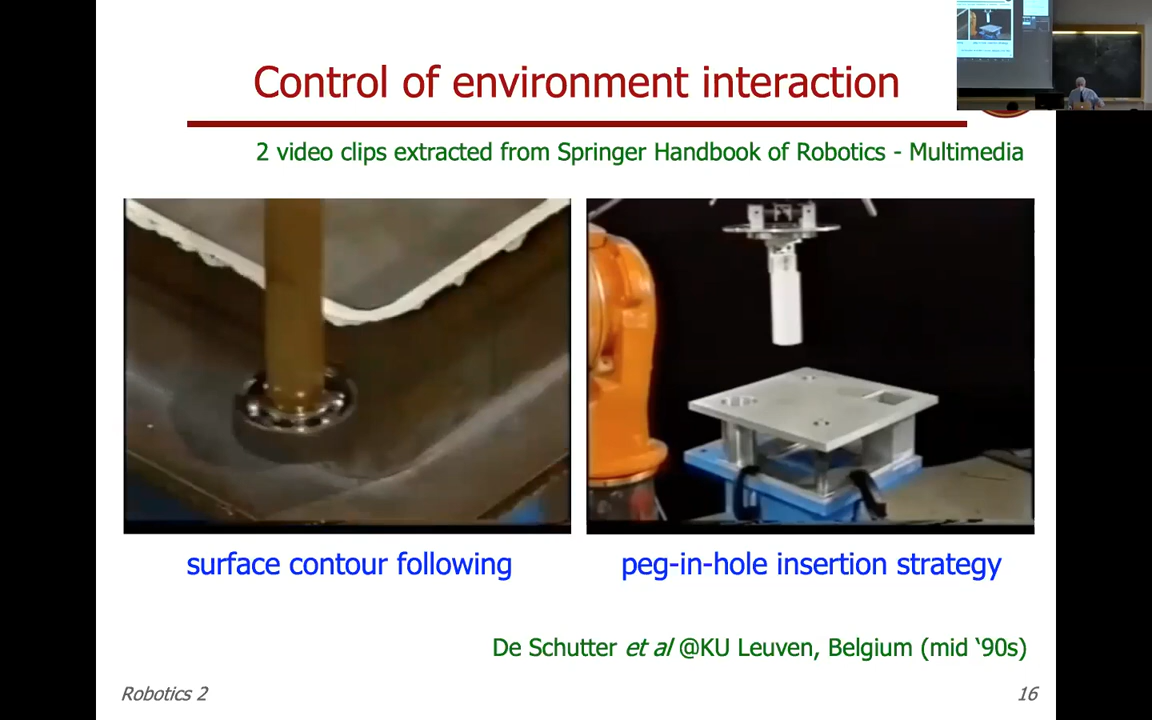 Control of environment interaction
2 video clips extracted from Springer Handbook of Robotics - Multimedia
surface contour following
peg-in-hole insertion strategy
De Schutter et al @KU Leuven, Belgium (mid ‘90s)
Robotics 2
16